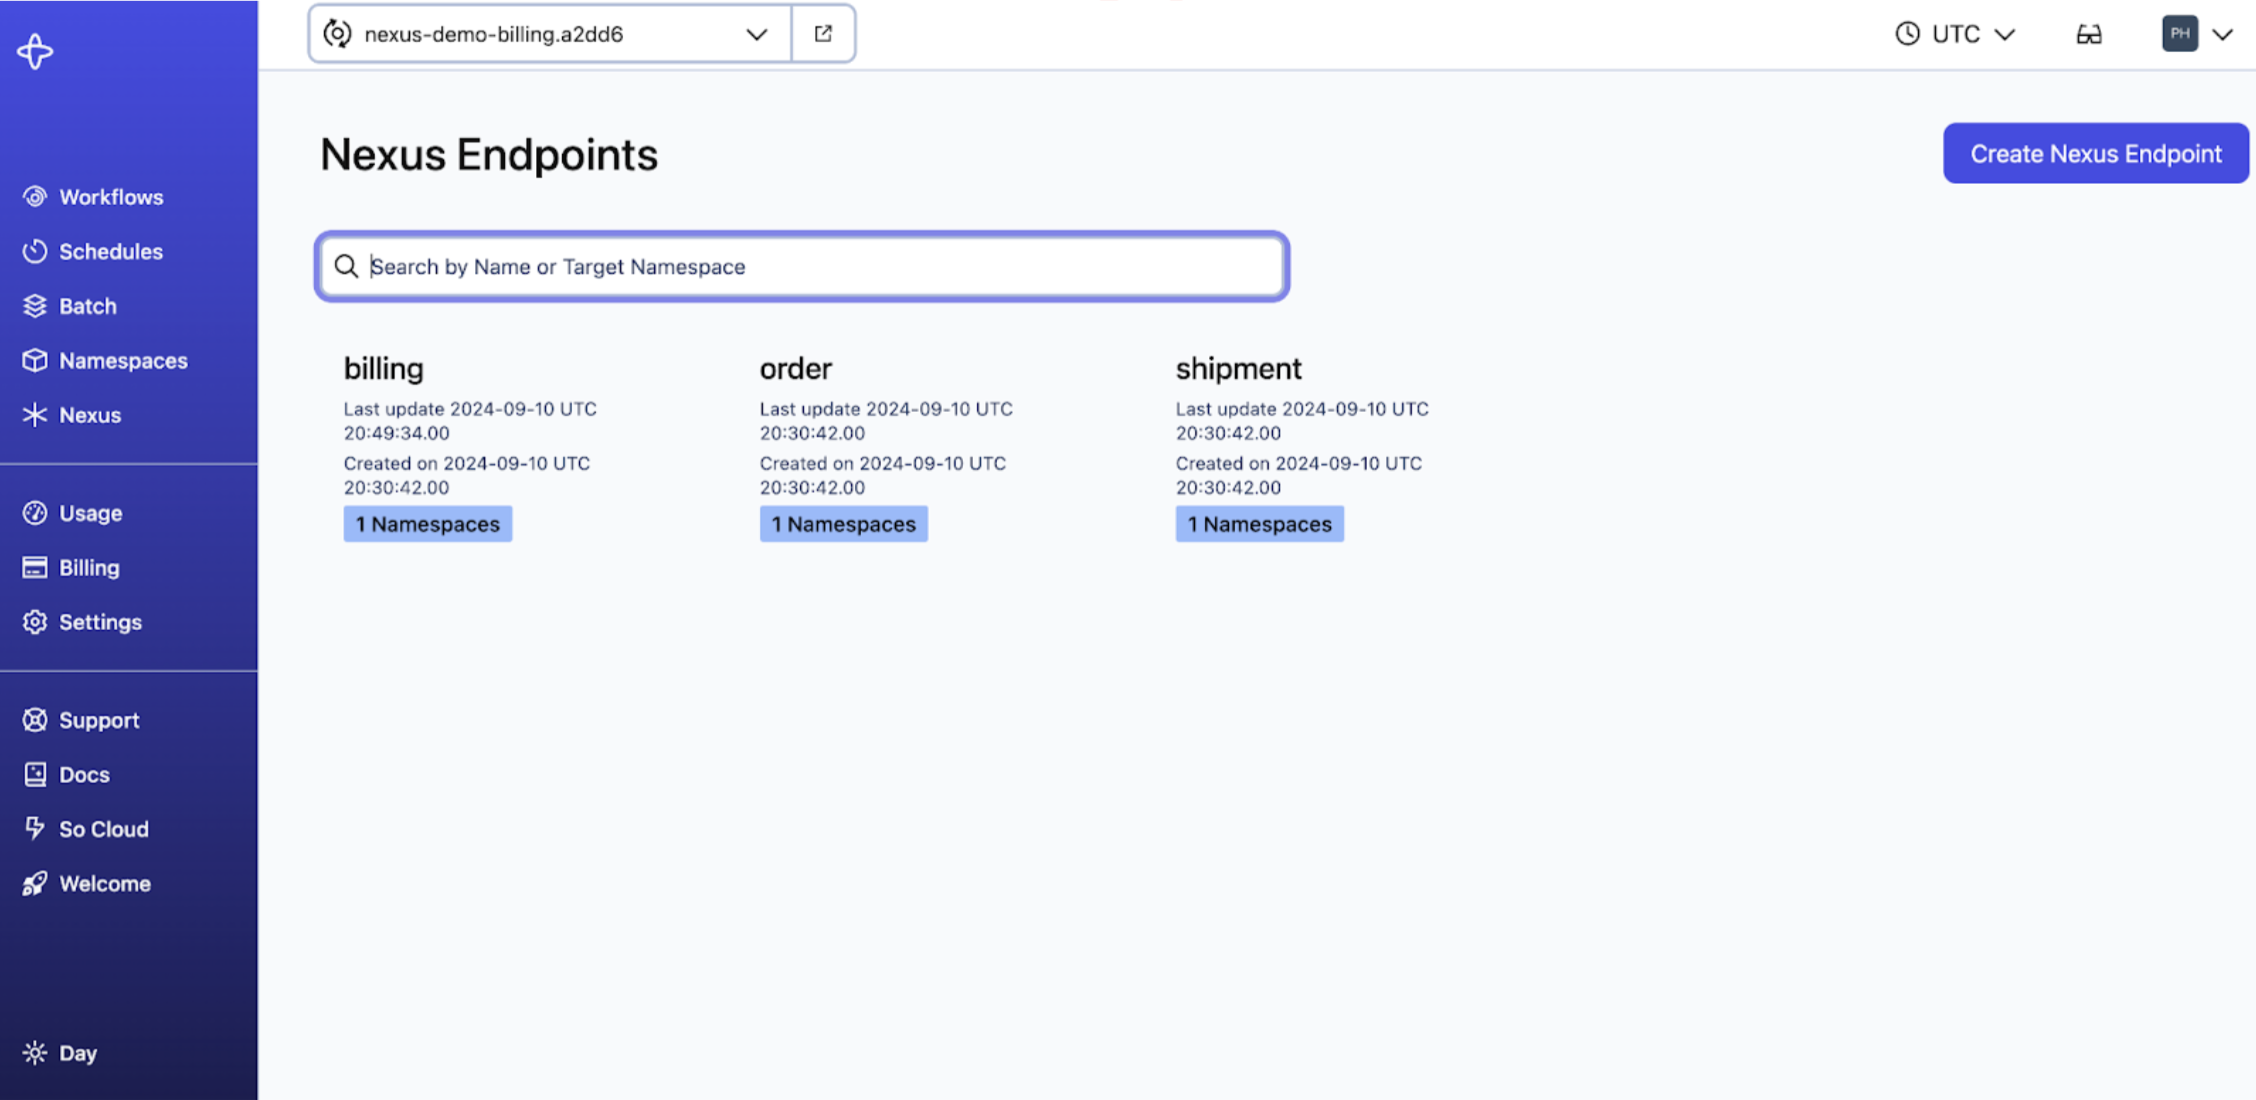 nexus-demo-billing.a2dd6
UTC
PH
Workflows
Schedules
Batch
Namespaces
Nexus
Usage
Billing
Settings
Support
Docs
So Cloud
Welcome
Day
Nexus Endpoints
Create Nexus Endpoint
Search by Name or Target Namespace
billing
Last update 2024-09-10 UTC
20:49:34.00
Created on 2024-09-10 UTC
20:30:42.00
1 Namespaces
order
Last update 2024-09-10 UTC
20:30:42.00
Created on 2024-09-10 UTC
20:30:42.00
1 Namespaces
shipment
Last update 2024-09-10 UTC
20:30:42.00
Created on 2024-09-10 UTC
20:30:42.00
1 Namespaces